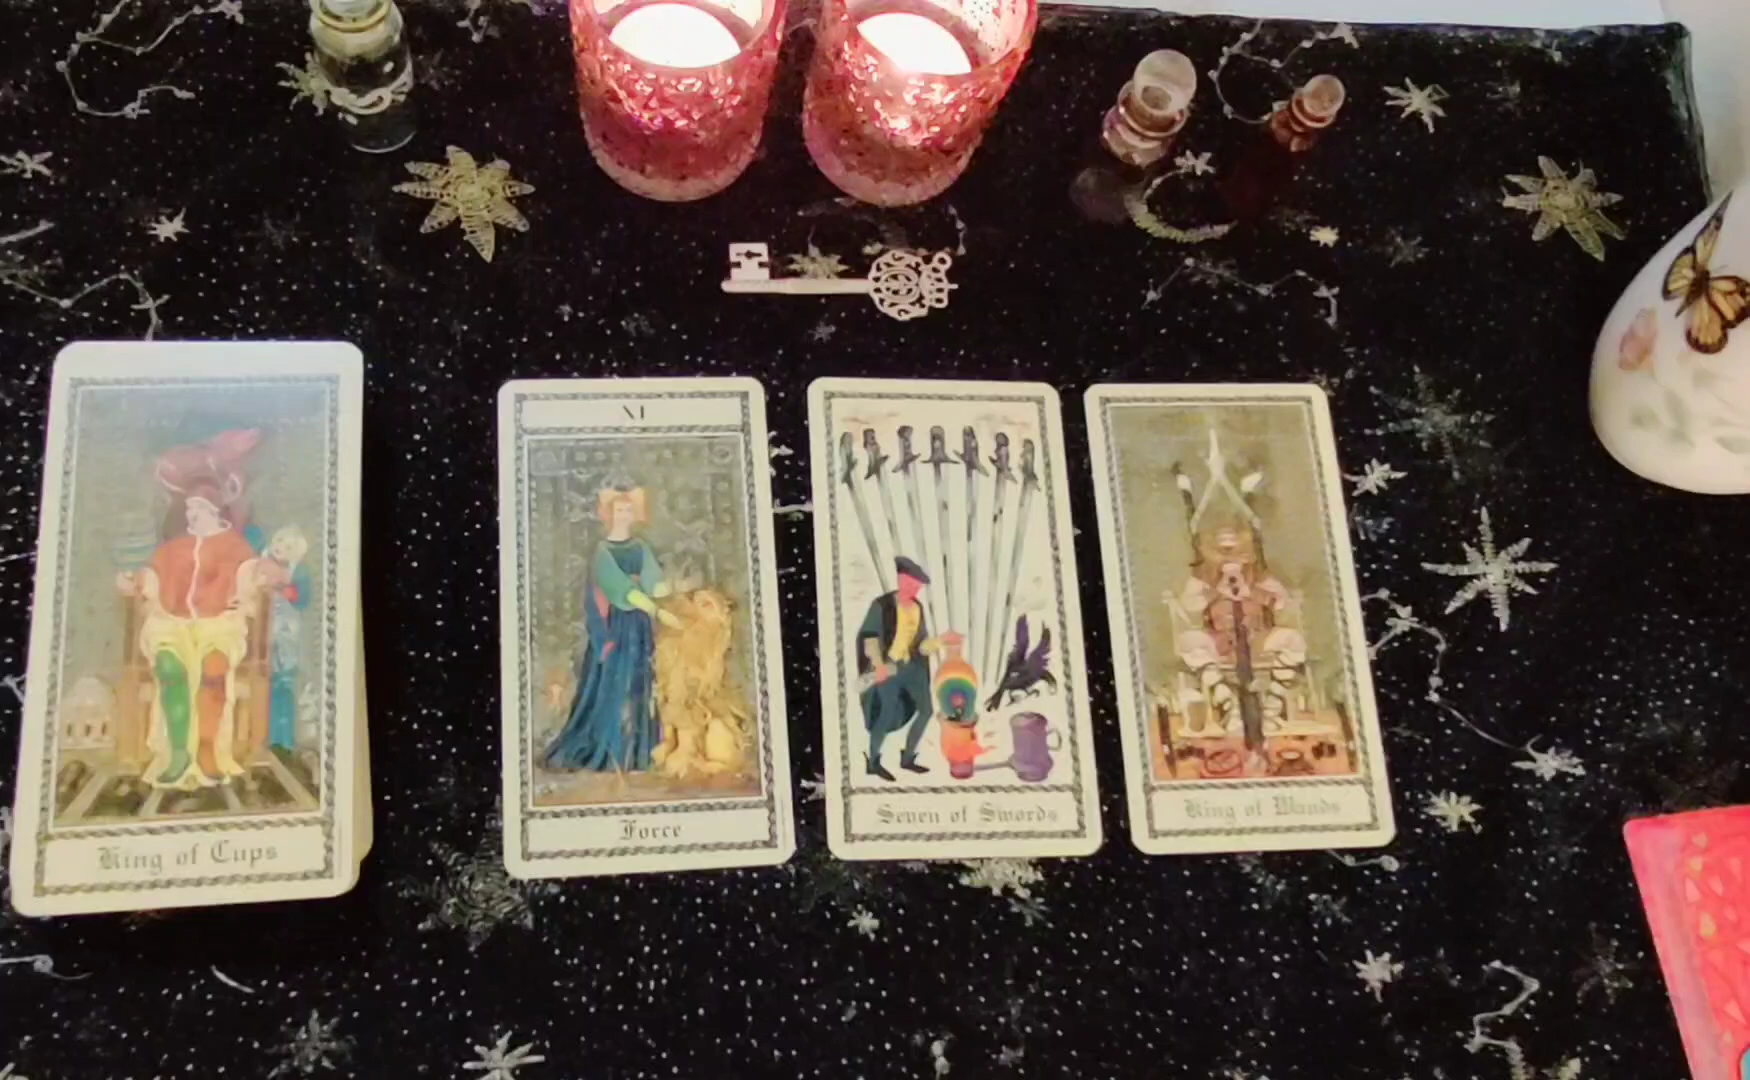 King of Cups
XI
Force
Seven of Swords
King of Wands